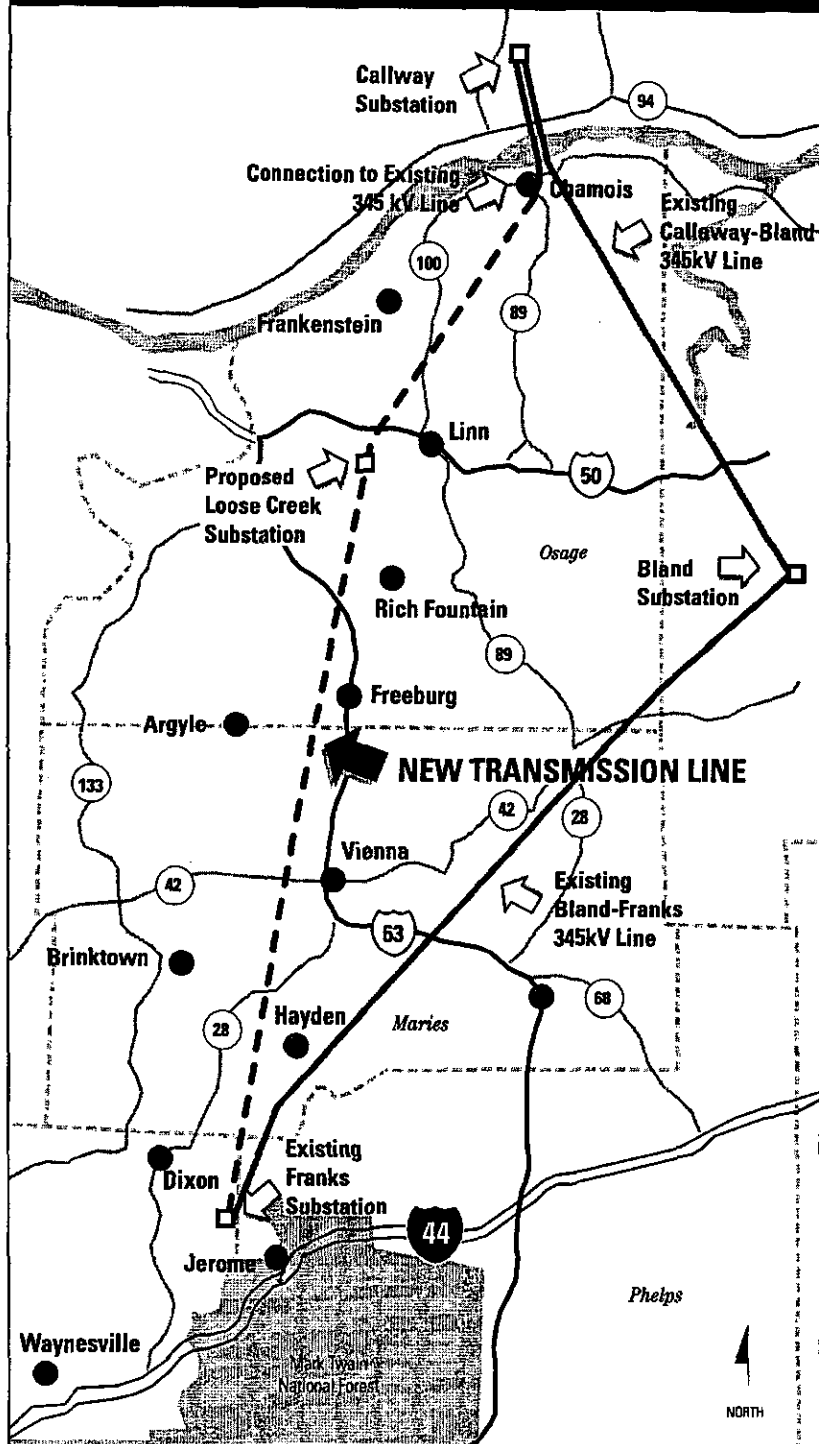 Callway
Substation
94
Connection to Existing
345 kV Line
Chamois
Existing
Callaway-Bland
345kV Line
100
89
Frankenstein
Linn
Proposed
Loose Creek
Substation
50
Osage
Bland
Substation
Rich Fountain
89
Freeburg
Argyle
NEW TRANSMISSION LINE
133
42
28
Vienna
42
Existing
Bland-Franks
345kV Line
63
Brinktown
68
28
Hayden
Maries
Existing
Franks
Substation
Dixon
44
Jerome
Phelps
Waynesville
Mark Twain
National Forest
NORTH